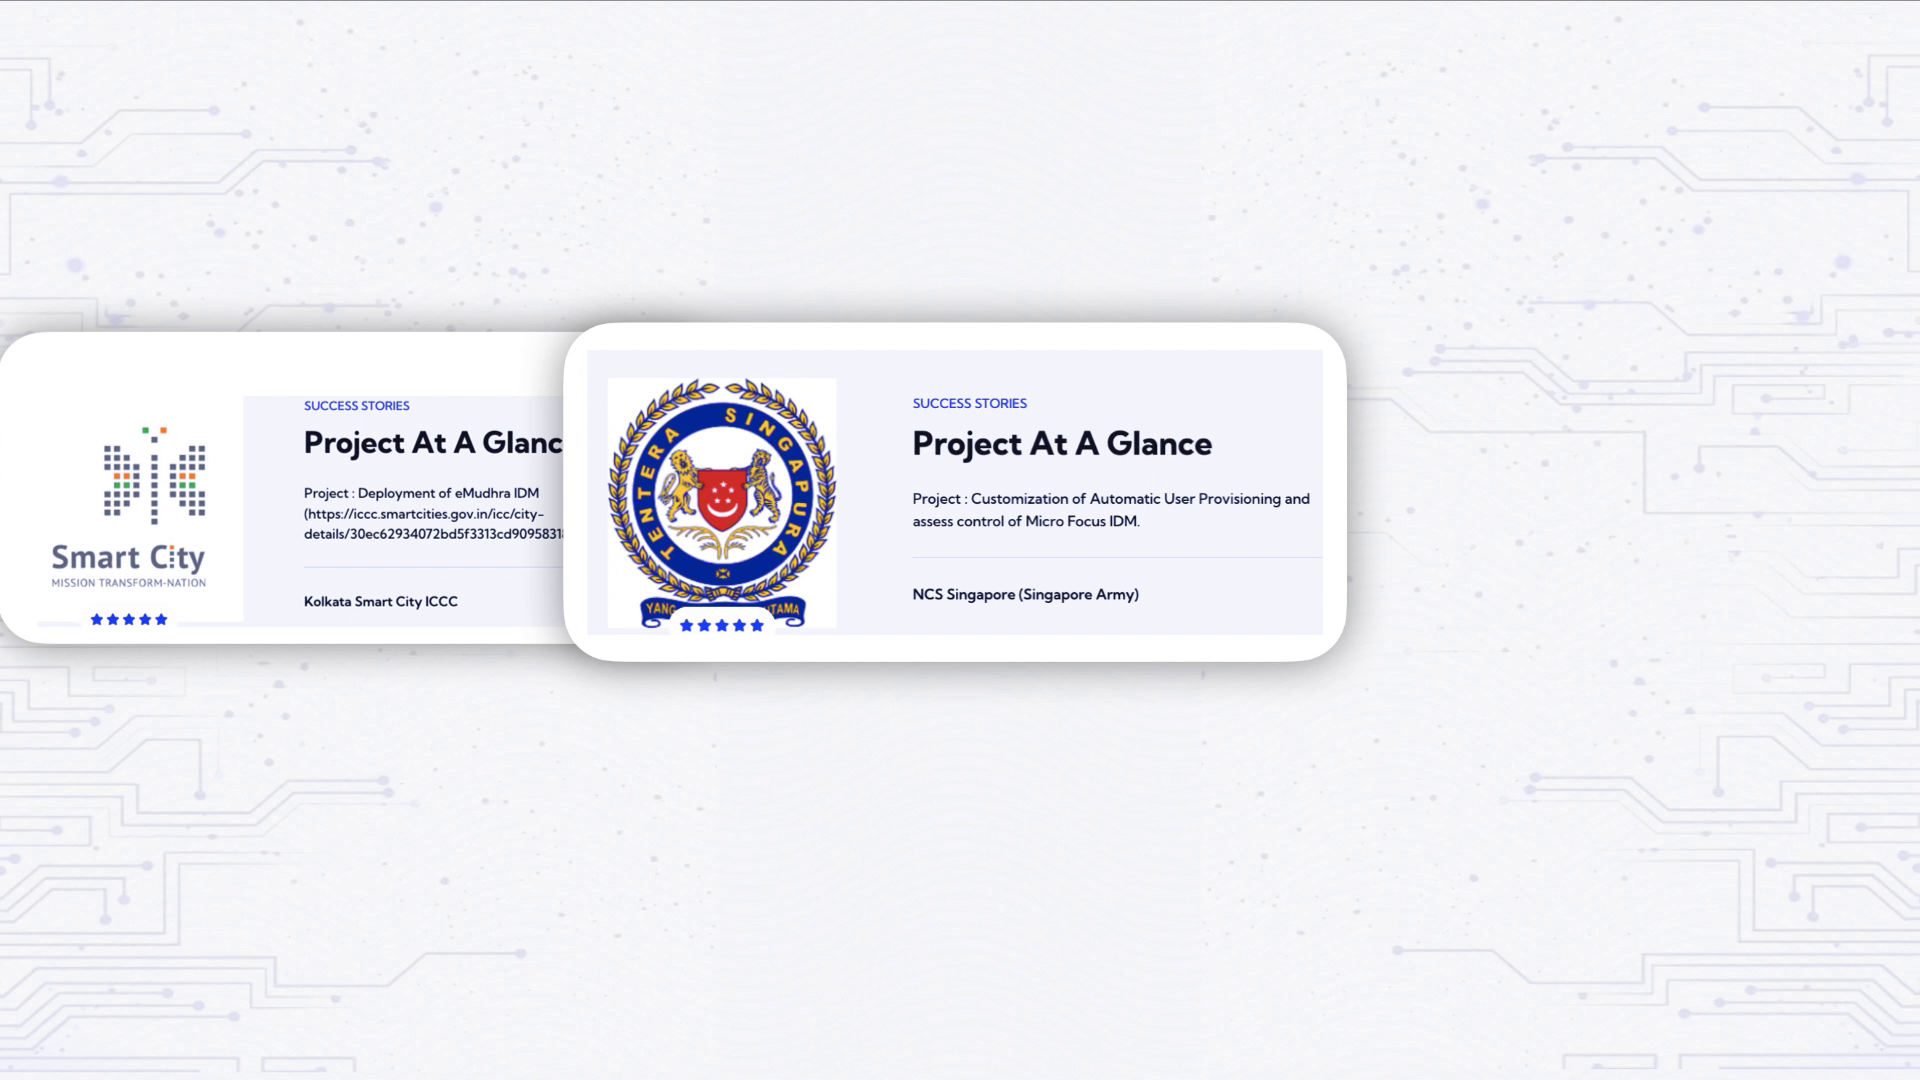 Smart City
MISSION TRANSFORM-NATION
SUCCESS STORIES
Project At A Glanc
Project : Deployment of eMudhra IDM
(https://iccc.smartcities.gov.in/icc/city-
details/30ec62934072bd5f3313cd9095831
Kolkata Smart City ICCC
TENTERA SINGAPURA
YANG
UTAMA
SUCCESS STORIES
Project At A Glance
Project : Customization of Automatic User Provisioning and
assess control of Micro Focus IDM.
NCS Singapore (Singapore Army)